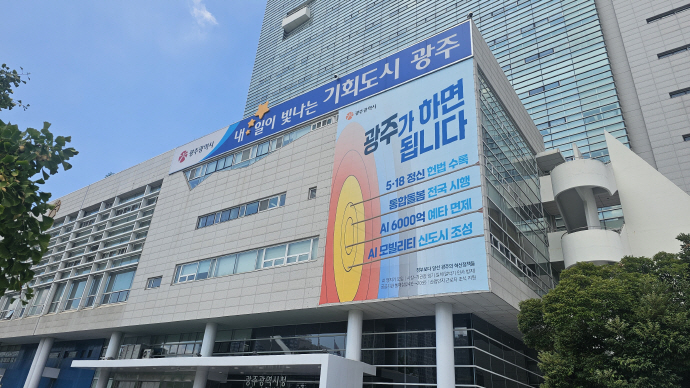 광주광역시
내☆일이 빛나는 기회도시 광주
광주광역시
광주가 하면
됩니다
5·18 정신 헌법 수록
통합돌봄 전국 시행
AI 6000억 예타 면제
AI 모빌리티 신도시 조성
광주광역시청